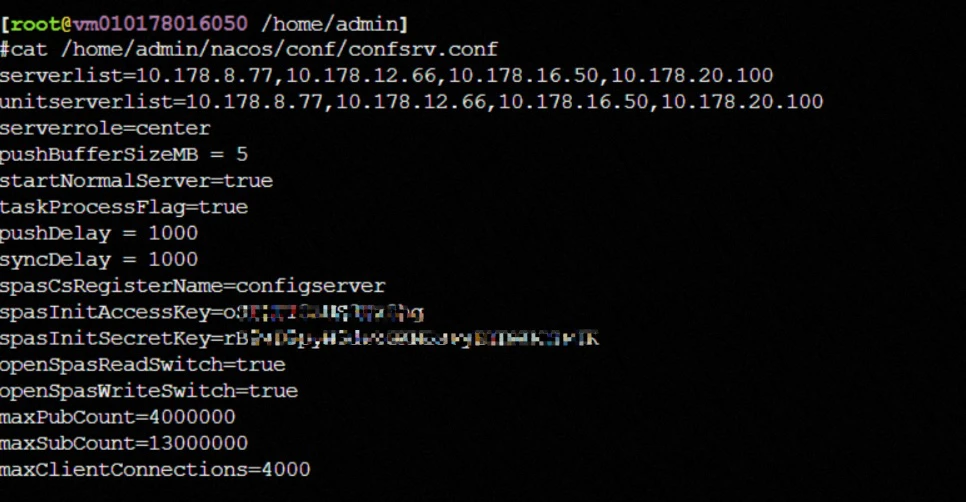 [root@vm010178016050 /home/admin]
#cat /home/admin/nacos/conf/confsrv.conf
serverlist=10.178.8.77,10.178.12.66,10.178.16.50,10.178.20.100
unitserverlist=10.178.8.77,10.178.12.66,10.178.16.50,10.178.20.100
serverrole=center
pushBufferSizeMB = 5
startNormalServer=true
taskProcessFlag=true
pushDelay = 1000
syncDelay = 1000
spasCsRegisterName=configserver
spasInitAccessKey=
spasInitSecretKey=
openSpasReadSwitch=true
openSpasWriteSwitch=true
maxPubCount=4000000
maxSubCount=13000000
maxClientConnections=4000